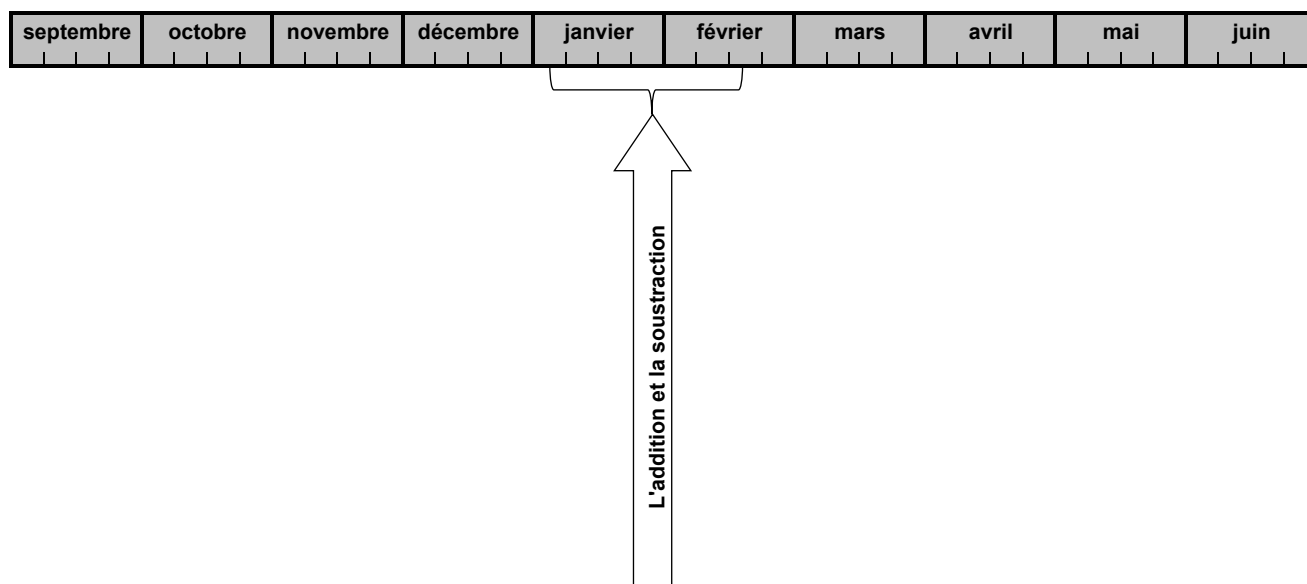 septembre octobre novembre décembre janvier février mars avril mai juin
L'addition et la soustraction